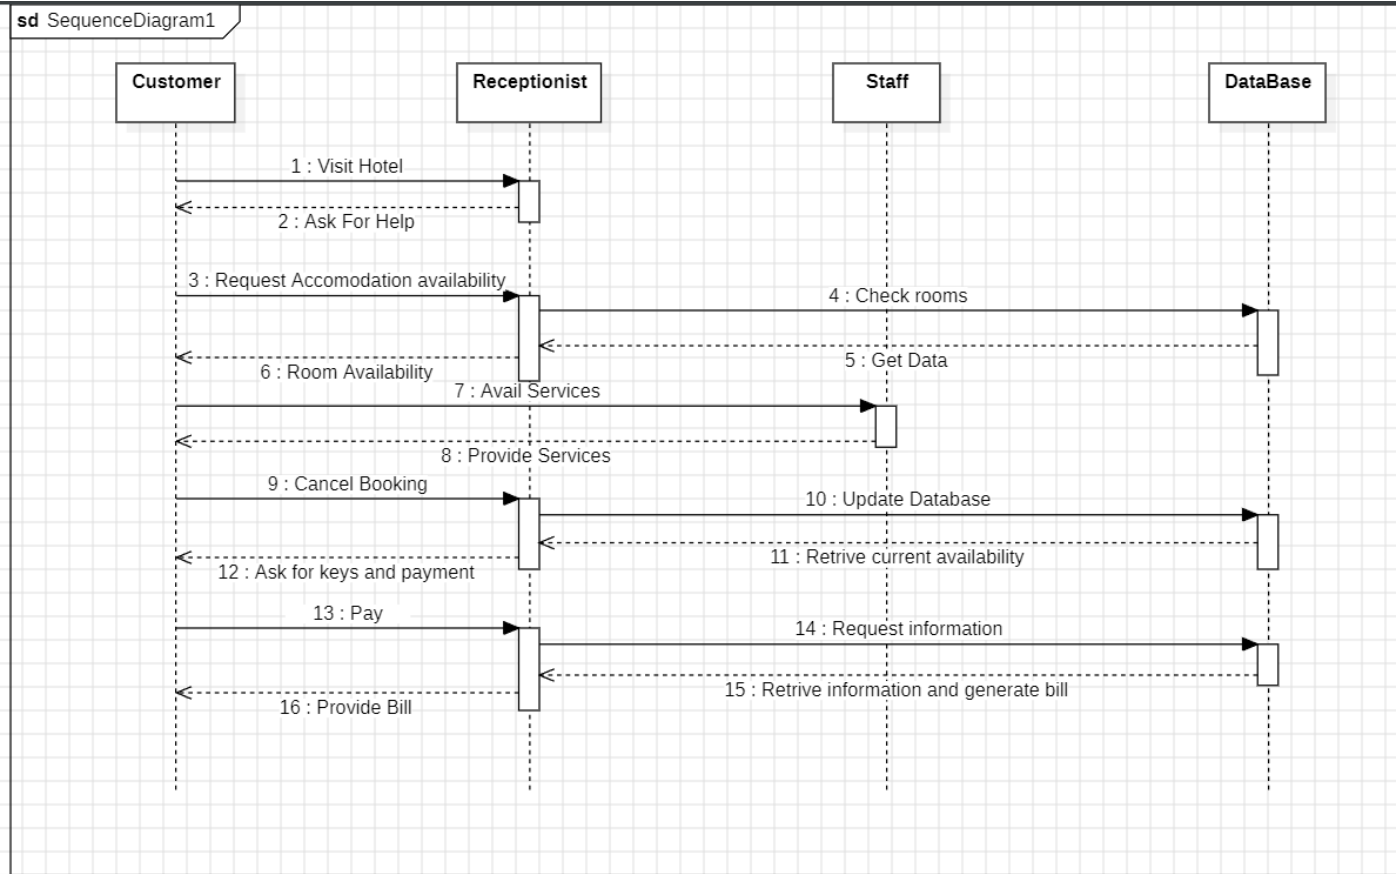 sd SequenceDiagram1
Customer
Receptionist
Staff
DataBase
1 : Visit Hotel
2 : Ask For Help
3 : Request Accomodation availability
4 : Check rooms
5 : Get Data
6 : Room Availability
7 : Avail Services
8 : Provide Services
9 : Cancel Booking
10 : Update Database
11 : Retrive current availability
12 : Ask for keys and payment
13 : Pay
14 : Request information
15 : Retrive information and generate bill
16 : Provide Bill